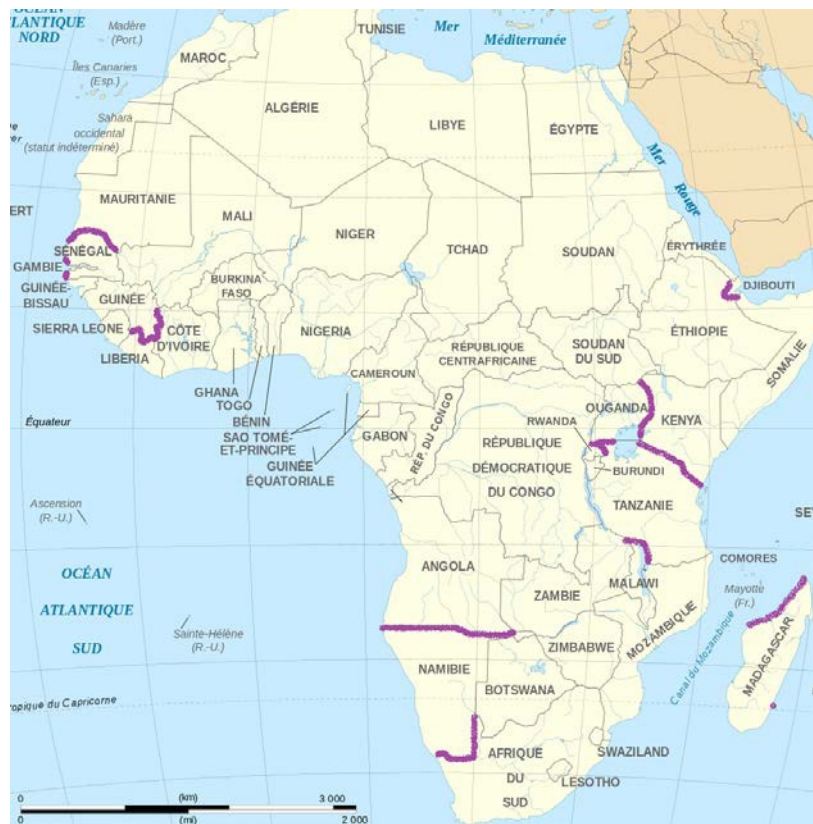 OCÉAN
ATLANTIQUE
NORD
Madère
(Port.)
TUNISIE
Mer
Méditerranée
MAROC
Îles Canaries
(Esp.)
ALGÉRIE
LIBYE
ÉGYPTE
Sahara
occidental
(statut indéterminé)
Mer
Rouge
MAURITANIE
MALI
NIGER
TCHAD
SOUDAN
ÉRYTHRÉE
VERT
SÉNÉGAL
GAMBIE
GUINÉE-
BISSAU
BURKINA
FASO
DJIBOUTI
GUINÉE
SIERRA LEONE
CÔTE
D'IVOIRE
LIBERIA
NIGERIA
RÉPUBLIQUE
CENTRAFRICAINE
SOUDAN
DU SUD
ÉTHIOPIE
SOMALIE
CAMEROUN
GHANA
TOGO
BÉNIN
SAO TOMÉ-
ET-PRINCIPE
GUINÉE
ÉQUATORIALE
Équateur
GABON
RÉP. DU CONGO
OUGANDA
KENYA
RWANDA
RÉPUBLIQUE
DÉMOCRATIQUE
DU CONGO
BURUNDI
TANZANIE
Ascension
(R.-U.)
SEY
COMORES
OCÉAN
ATLANTIQUE
SUD
ANGOLA
ZAMBIE
MALAWI
Mayotte
(Fr.)
Sainte-Hélène
(R.-U.)
MOZAMBIQUE
Canal du Mozambique
MADAGASCAR
NAMIBIE
ZIMBABWE
BOTSWANA
ropique du Capricorne
AFRIQUE
DU
SUD
SWAZILAND
LESOTHO
0 (km) 3 000
0 (mi) 2 000